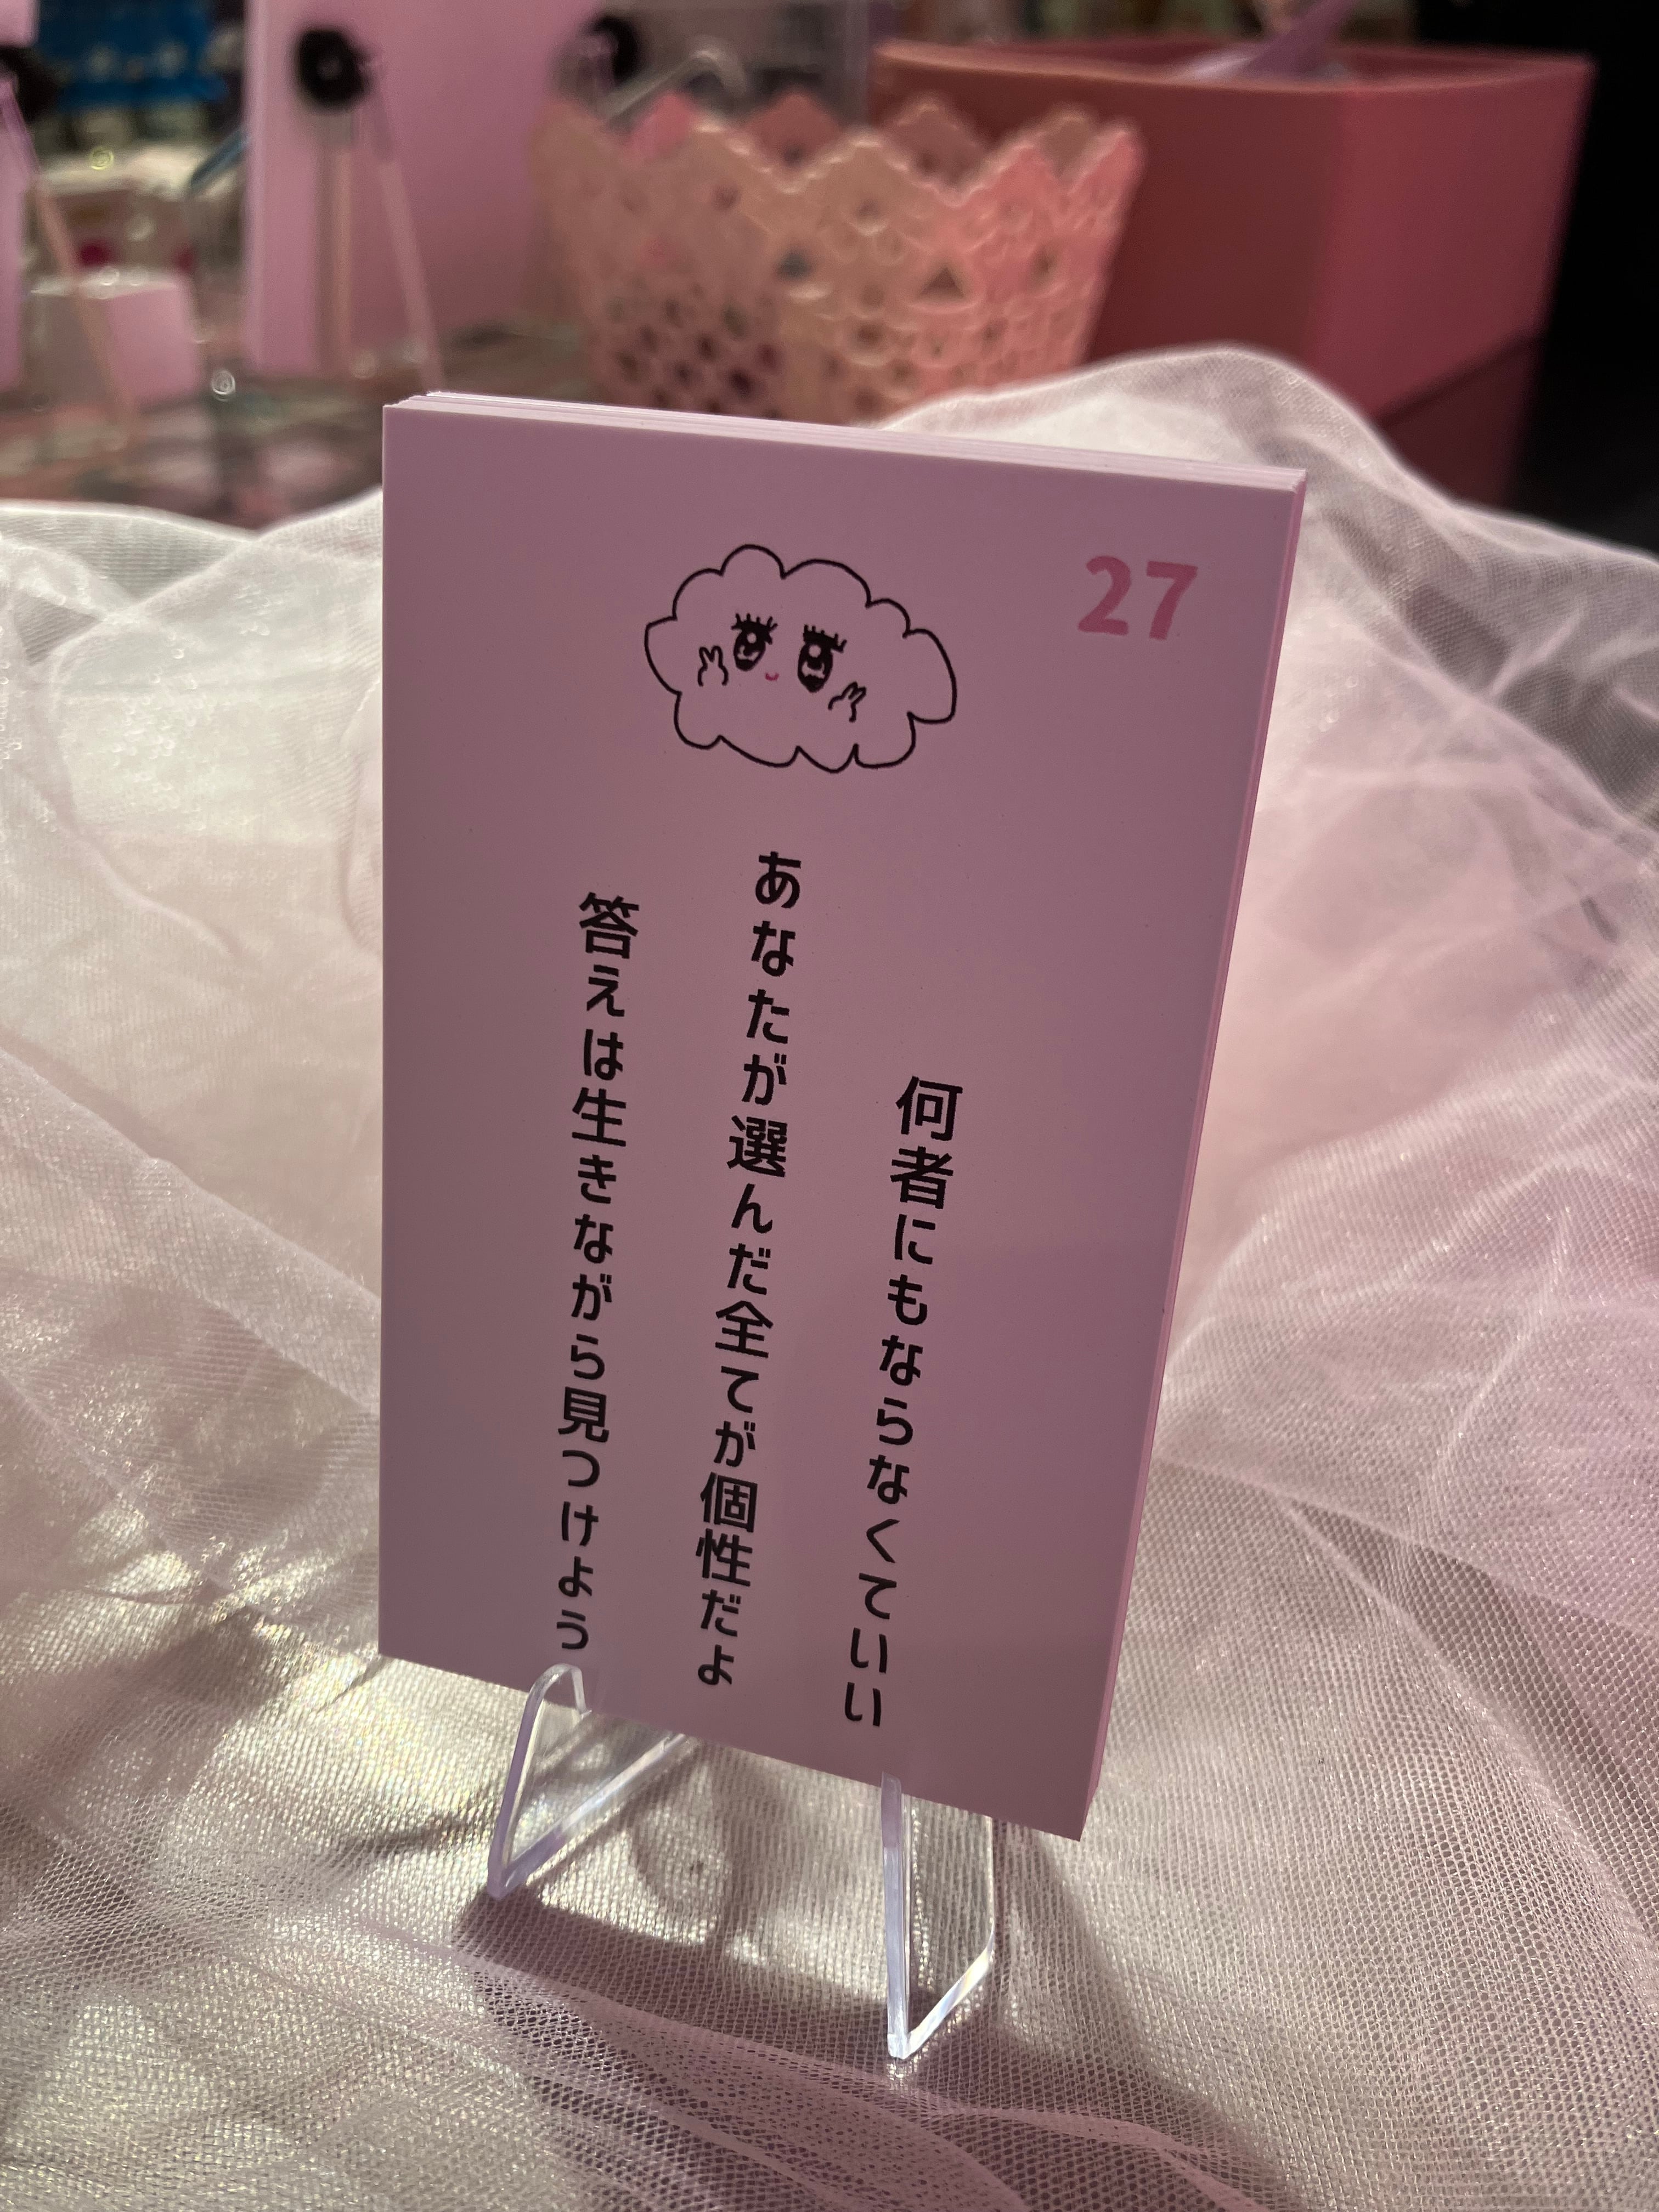 27
何者にもならなくていい
あなたが選んだ全てが個性だよ
答えは生きながら見つけよう